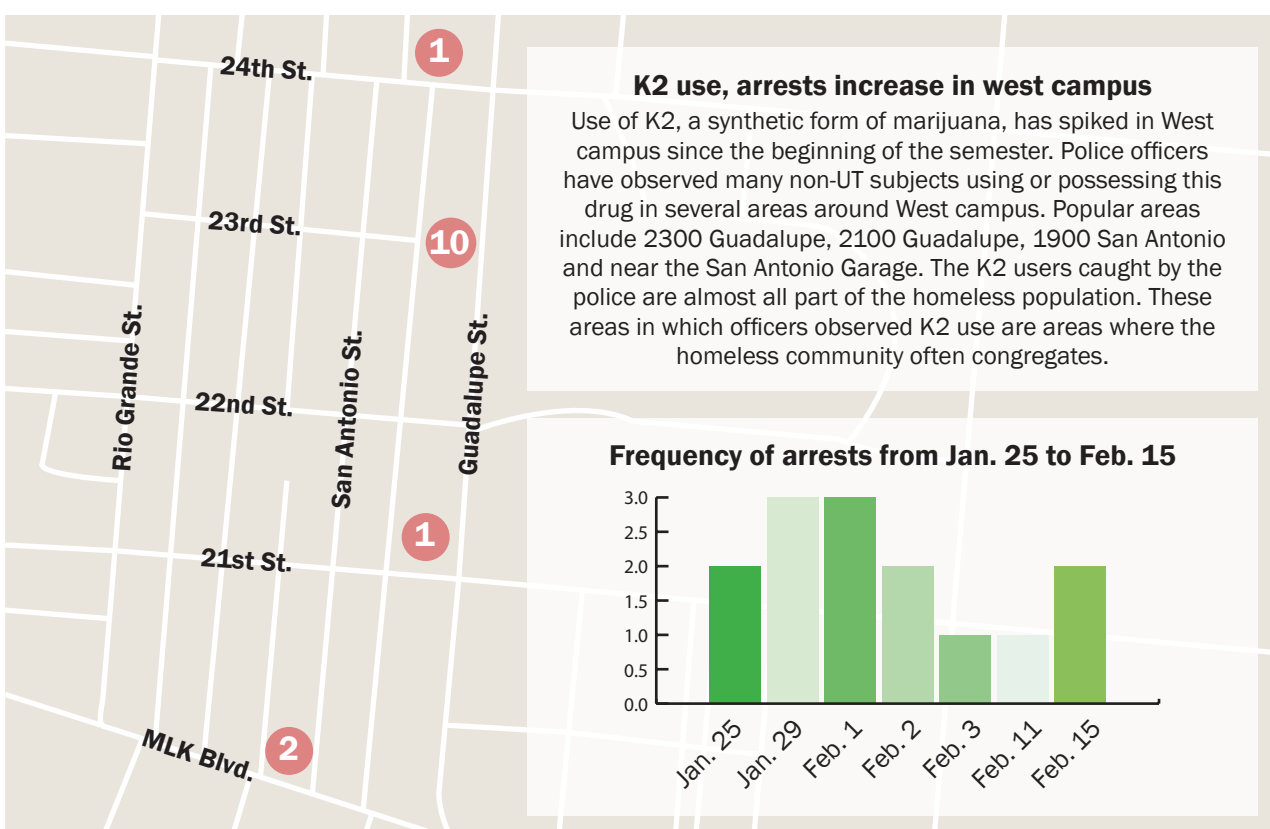 24th St.
1
23rd St.
10
Rio Grande St.
San Antonio St.
Guadalupe St.
22nd St.
1
21st St.
MLK Blvd.
2
K2 use, arrests increase in west campus
Use of K2, a synthetic form of marijuana, has spiked in West
campus since the beginning of the semester. Police officers
have observed many non-UT subjects using or possessing this
drug in several areas around West campus. Popular areas
include 2300 Guadalupe, 2100 Guadalupe, 1900 San Antonio
and near the San Antonio Garage. The K2 users caught by the
police are almost all part of the homeless population. These
areas in which officers observed K2 use are areas where the
homeless community often congregates.
Frequency of arrests from Jan. 25 to Feb. 15
3.0
2.5
2.0
1.5
1.0
0.5
0.0
Jan. 25
Jan. 29
Feb. 1
Feb. 2
Feb. 3
Feb. 11
Feb. 15